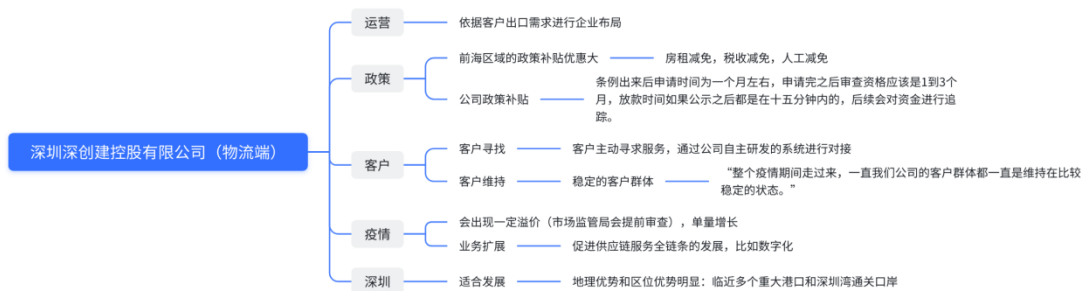 深圳深创建控股有限公司（物流端）
运营
依据客户出口需求进行企业布局
政策
前海区域的政策补贴优惠大
房租减免，税收减免，人工减免
公司政策补贴
条例出来后申请时间为一个月左右，申请完之后审查资格应该是1到3个
月，放款时间如果公示之后都是在十五分钟内的，后续会对资金进行追
踪。
客户
客户寻找
客户主动寻求服务，通过公司自主研发的系统进行对接
客户维持
稳定的客户群体
“整个疫情期间走过来，一直我们公司的客户群体都一直是维持在比较
稳定的状态。”
疫情
会出现一定溢价（市场监管局会提前审查），单量增长
业务扩展
促进供应链服务全链条的发展，比如数字化
深圳
适合发展
地理优势和区位优势明显：临近多个重大港口和深圳湾通关口岸